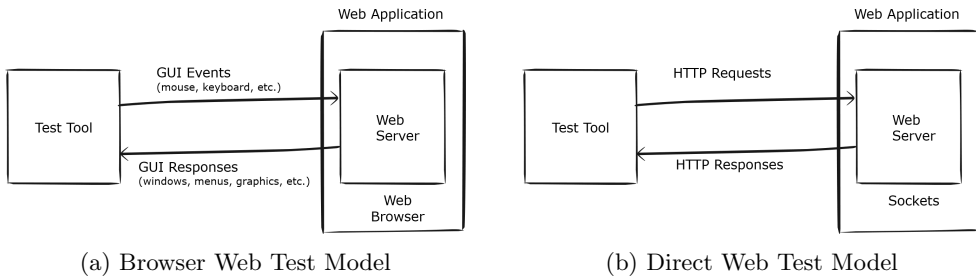 Web Application
GUI Events
(mouse, keyboard, etc.)
Test Tool
Web
Server
GUI Responses
(windows, menus, graphics, etc.)
Web
Browser
(a) Browser Web Test Model
Web Application
HTTP Requests
Test Tool
Web
Server
HTTP Responses
Sockets
(b) Direct Web Test Model